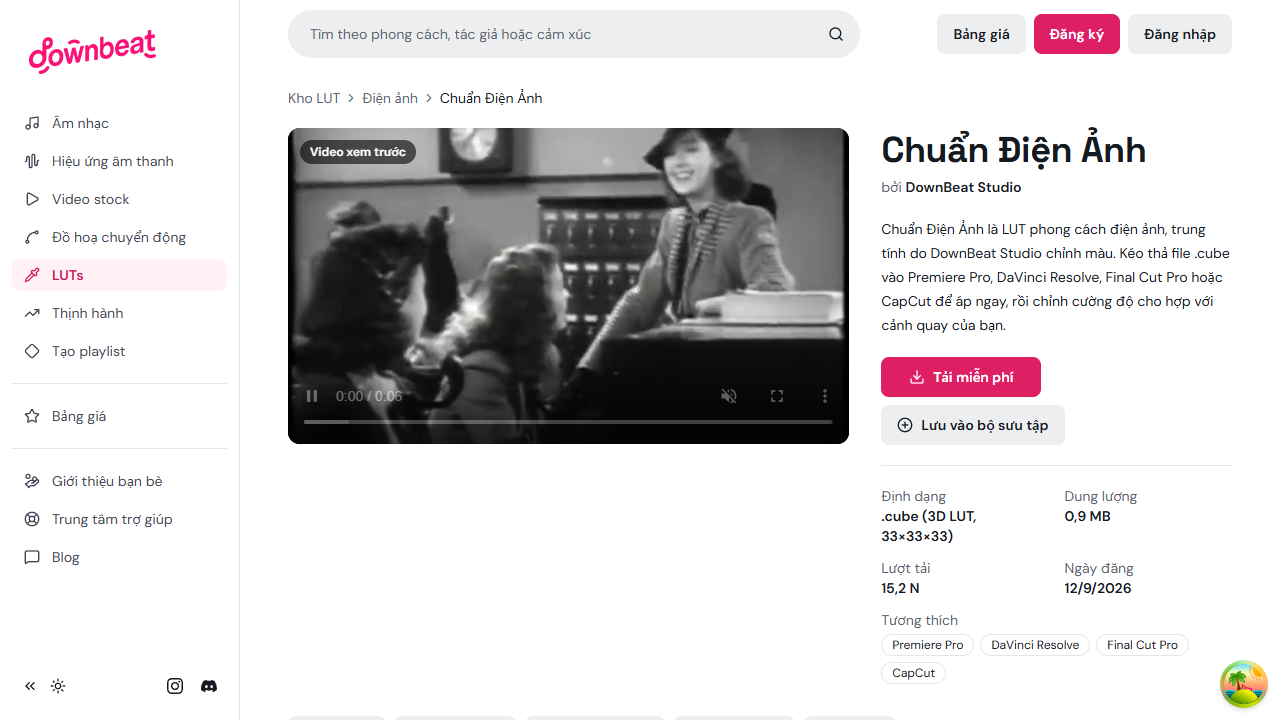 downbeat
Âm nhạc
Hiệu ứng âm thanh
Video stock
Đồ hoạ chuyển động
LUTs
Thịnh hành
Tạo playlist
Bảng giá
Giới thiệu bạn bè
Trung tâm trợ giúp
Blog
Tìm theo phong cách, tác giả hoặc cảm xúc
Bảng giá
Đăng ký
Đăng nhập
Kho LUT > Điện ảnh > Chuẩn Điện Ảnh
Video xem trước
0:00 / 0:06
Chuẩn Điện Ảnh
bởi DownBeat Studio
Chuẩn Điện Ảnh là LUT phong cách điện ảnh, trung
tính do DownBeat Studio chỉnh màu. Kéo thả file .cube
vào Premiere Pro, DaVinci Resolve, Final Cut Pro hoặc
CapCut để áp ngay, rồi chỉnh cường độ cho hợp với
cảnh quay của bạn.
Tải miễn phí
Lưu vào bộ sưu tập
Định dạng
.cube (3D LUT,
33×33×33)
Dung lượng
0,9 MB
Lượt tải
15,2 N
Ngày đăng
12/9/2026
Tương thích
Premiere Pro
DaVinci Resolve
Final Cut Pro
CapCut